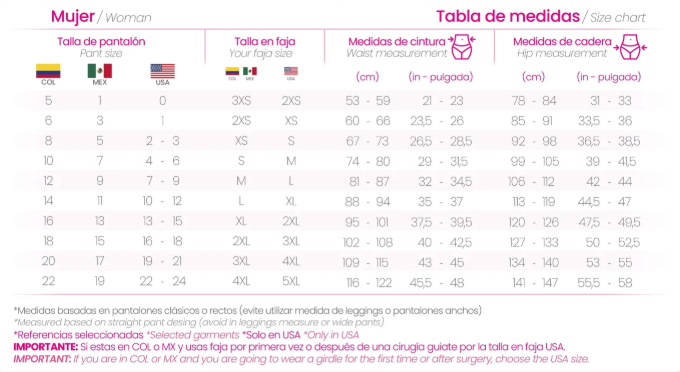 Mujer / Woman Tabla de medidas / Size chart
Talla de pantalón Talla en faja Medidas de cintura Medidas de cadera
Pant size Your faja size Waist measurement Hip measurement
COL MEX USA COL MEX USA (cm) (in - pulgada) (cm) (in - pulgada)
5 1 0 3XS 2XS 53 - 59 21 - 23 78 - 84 31 - 33
6 3 1 2XS XS 60 - 66 23,5 - 26 85 - 91 33,5 - 36
8 5 2 - 3 XS S 67 - 73 26,5 - 28,5 92 - 98 36,5 - 38,5
10 7 4 - 6 S M 74 - 80 29 - 31,5 99 - 105 39 - 41,5
12 9 7 - 9 M L 81 - 87 32 - 34,5 106 - 112 42 - 44
14 11 10 - 12 L XL 88 - 94 35 - 37 113 - 119 44,5 - 47
16 13 13 - 15 XL 2XL 95 - 101 37,5 - 39,5 120 - 126 47,5 - 49,5
18 15 16 - 18 2XL 3XL 102 - 108 40 - 42,5 127 - 133 50 - 52,5
20 17 19 - 21 3XL 4XL 109 - 115 43 - 45 134 - 140 53 - 55
22 19 22 - 24 4XL 5XL 116 - 122 45,5 - 48 141 - 147 55,5 - 58
*Medidas basadas en pantalones clásicos o rectos (evite utilizar medida de leggings o pantalones anchos)
*Measured based on straight pant desing (avoid in leggings measure or wide pants)
*Referencias seleccionadas *Selected garments *Solo en USA *Only in USA
IMPORTANTE: Si estas en COL o MX y usas faja por primera vez o después de una cirugía guiate por la talla en faja USA.
IMPORTANT: If you are in COL or MX and you are going to wear a girdle for the first time or after surgery, choose the USA size.